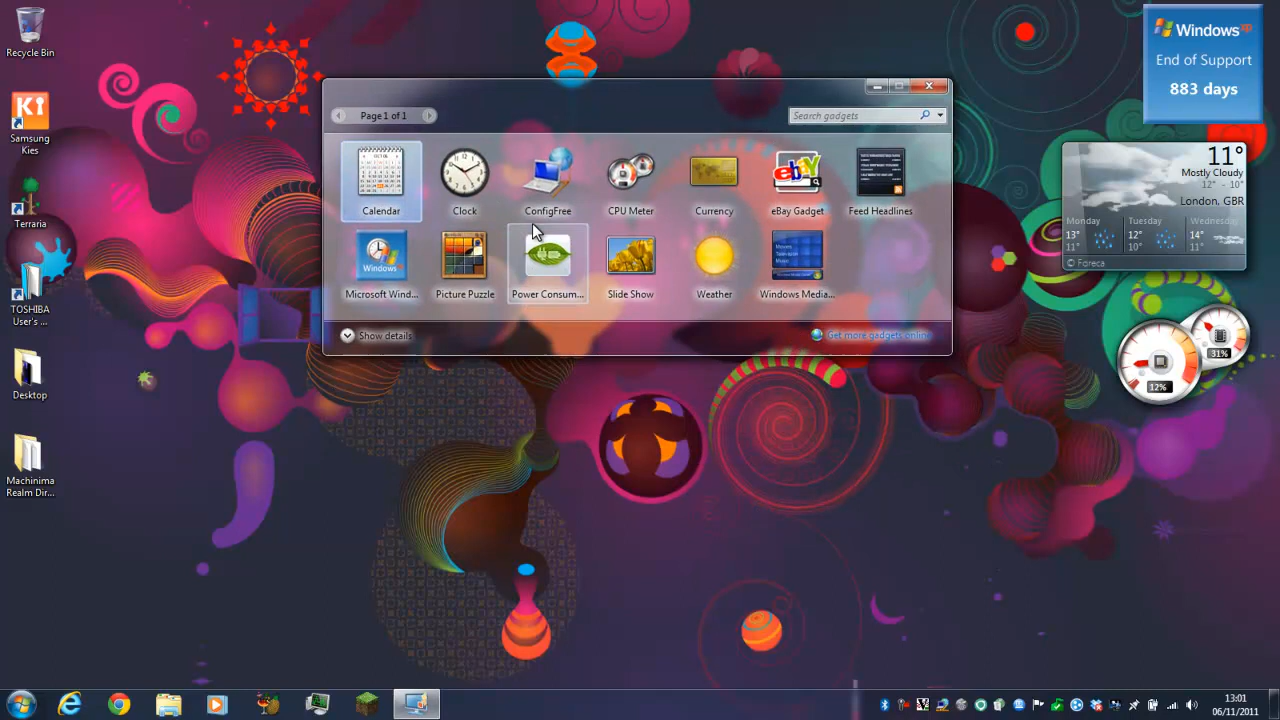 Recycle Bin
Samsung
Kies
Terraria
TOSHIBA
User's ...
Desktop
Machinima
Realm Dir...
Page 1 of 1
Search gadgets
Calendar
Clock
ConfigFree
CPU Meter
Currency
eBay Gadget
Feed Headlines
Windows
Microsoft Wind...
Picture Puzzle
Power Consum...
Slide Show
Weather
Windows Media...
Show details
Get more gadgets online
Windows xp
End of Support
883 days
11°
Mostly Cloudy
12° - 10°
London, GBR
Monday Tuesday Wednesday
13° 12° 14°
11° 10° 11°
© Foreca
31%
12%
13:01
06/11/2011